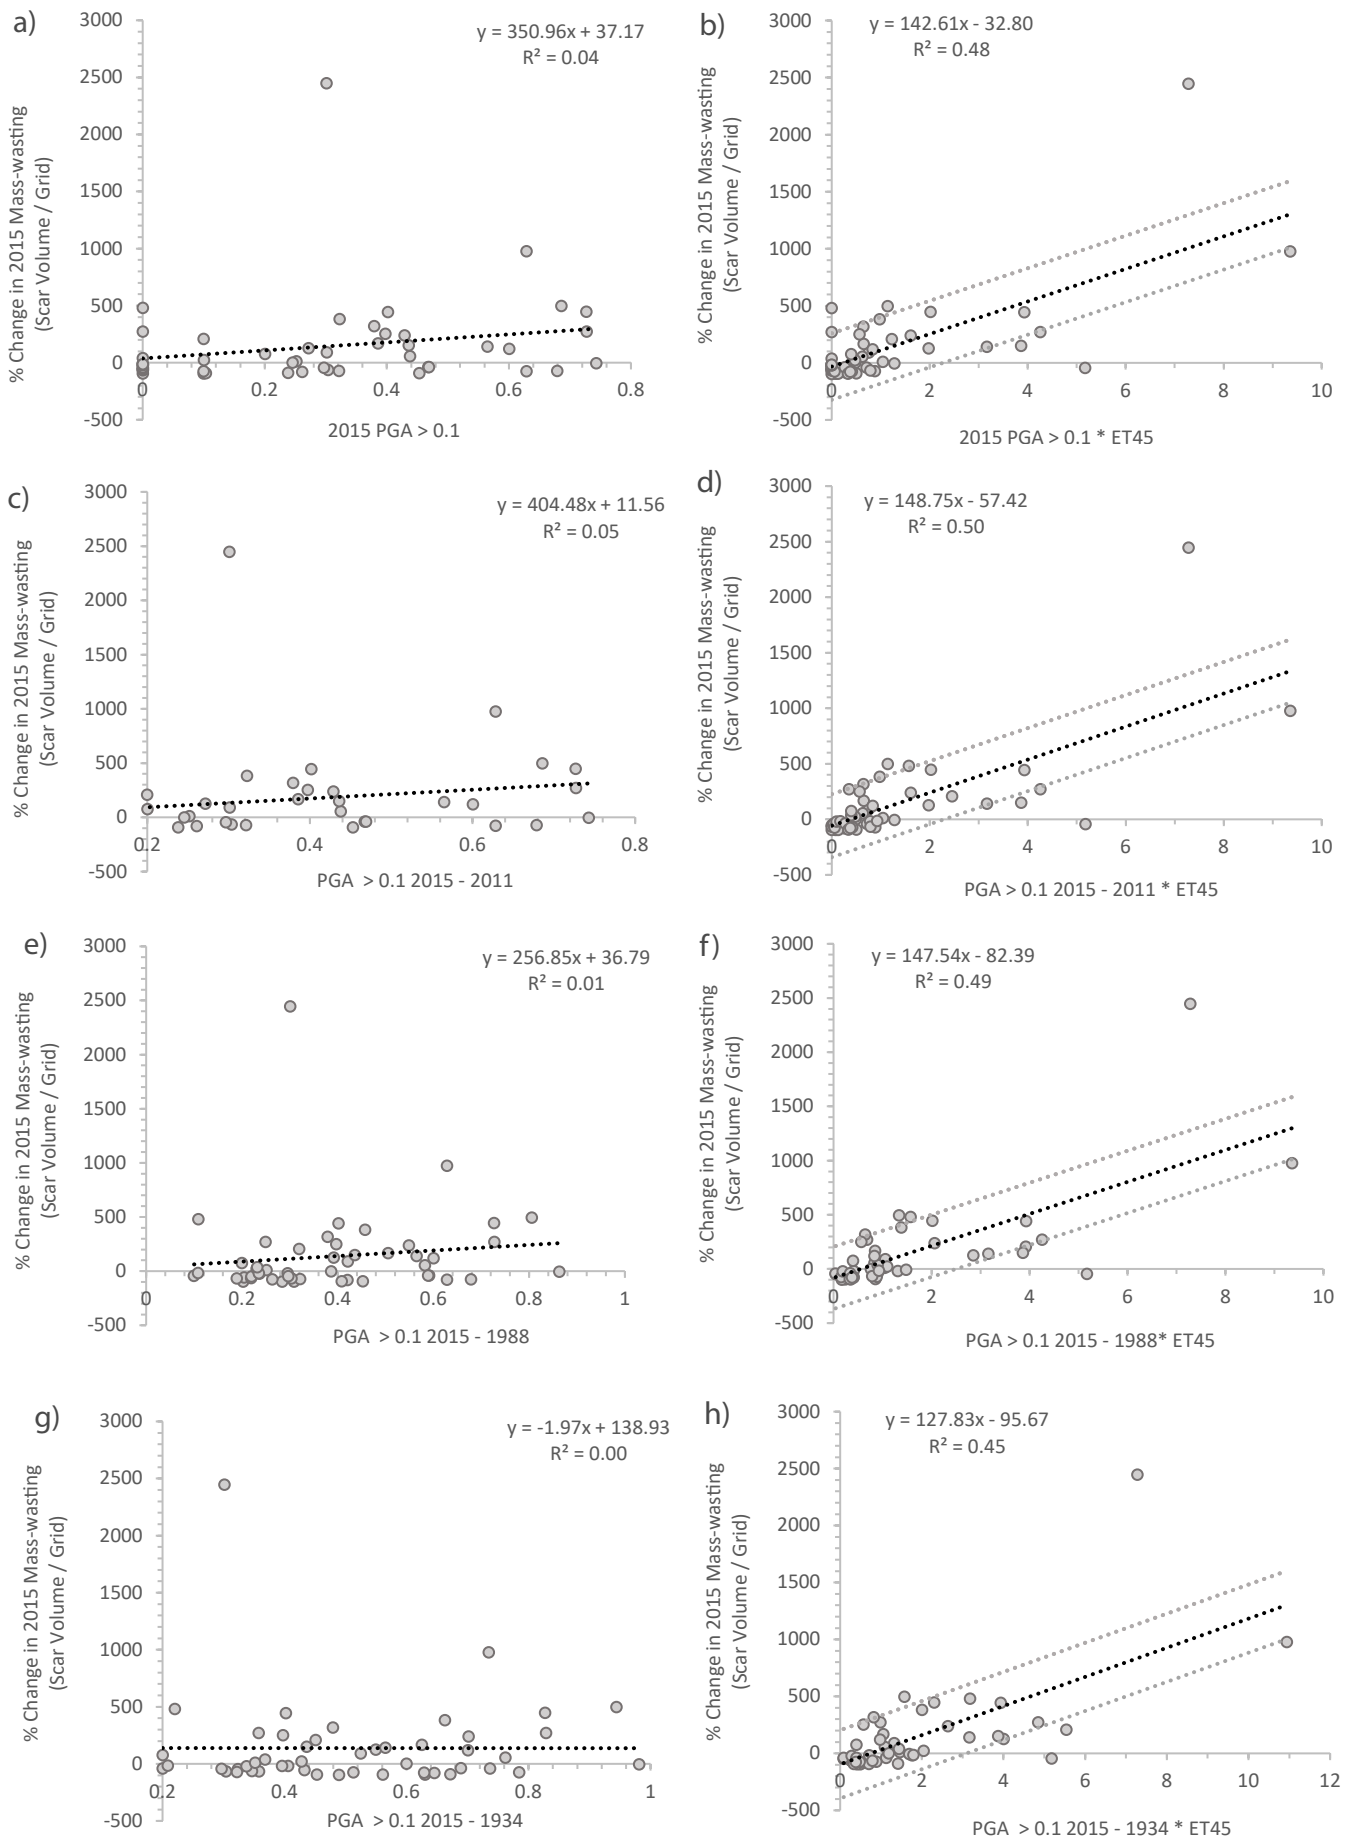 a)
y = 350.96x + 37.17
R² = 0.04
% Change in 2015 Mass-wasting
(Scar Volume / Grid)
3000
2500
2000
1500
1000
500
0
-500
0
0.2
0.4
0.6
0.8
2015 PGA > 0.1
b)
y = 142.61x - 32.80
R² = 0.48
% Change in 2015 Mass-wasting
(Scar Volume / Grid)
3000
2500
2000
1500
1000
500
0
-500
0
2
4
6
8
10
2015 PGA > 0.1 * ET45
c)
y = 404.48x + 11.56
R² = 0.05
% Change in 2015 Mass-wasting
(Scar Volume / Grid)
3000
2500
2000
1500
1000
500
0
-500
0.2
0.4
0.6
0.8
PGA > 0.1 2015 - 2011
d)
y = 148.75x - 57.42
R² = 0.50
% Change in 2015 Mass-wasting
(Scar Volume / Grid)
3000
2500
2000
1500
1000
500
0
-500
0
2
4
6
8
10
PGA > 0.1 2015 - 2011 * ET45
e)
y = 256.85x + 36.79
R² = 0.01
% Change in 2015 Mass-wasting
(Scar Volume / Grid)
3000
2500
2000
1500
1000
500
0
-500
0
0.2
0.4
0.6
0.8
1
PGA > 0.1 2015 - 1988
f)
y = 147.54x - 82.39
R² = 0.49
% Change in 2015 Mass-wasting
(Scar Volume / Grid)
3000
2500
2000
1500
1000
500
0
-500
0
2
4
6
8
10
PGA > 0.1 2015 - 1988* ET45
g)
y = -1.97x + 138.93
R² = 0.00
% Change in 2015 Mass-wasting
(Scar Volume / Grid)
3000
2500
2000
1500
1000
500
0
-500
0.2
0.4
0.6
0.8
1
PGA > 0.1 2015 - 1934
h)
y = 127.83x - 95.67
R² = 0.45
% Change in 2015 Mass-wasting
(Scar Volume / Grid)
3000
2500
2000
1500
1000
500
0
-500
0
2
4
6
8
10
12
PGA > 0.1 2015 - 1934 * ET45